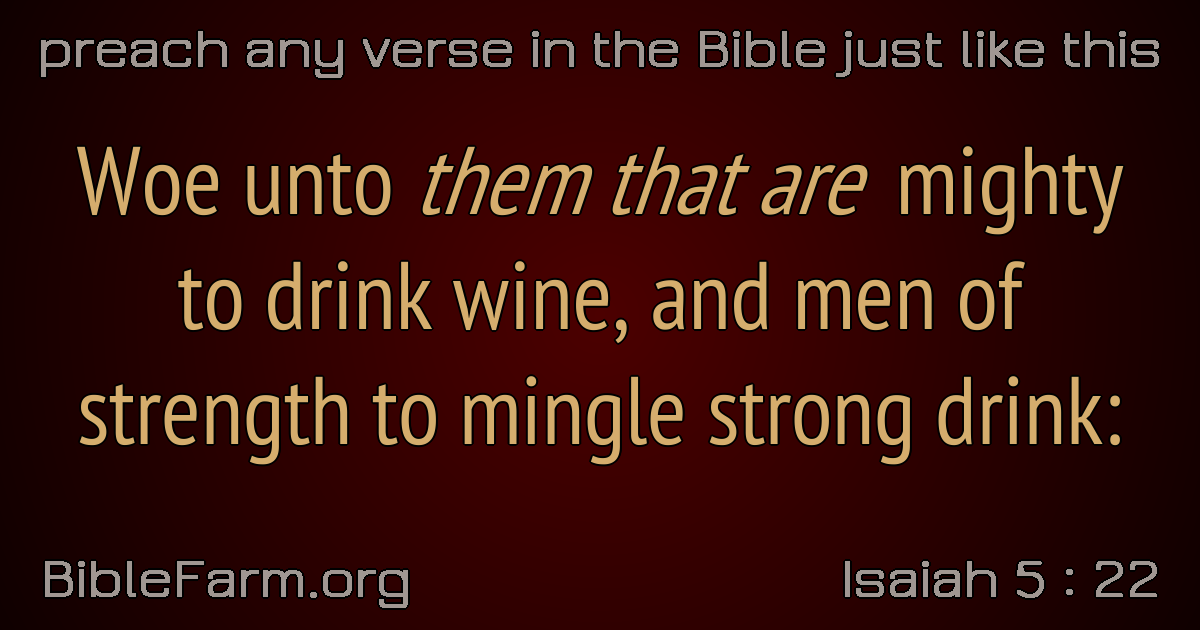 preach any verse in the Bible just like this
Woe unto them that are mighty
to drink wine, and men of
strength to mingle strong drink:
BibleFarm.org
Isaiah 5 : 22